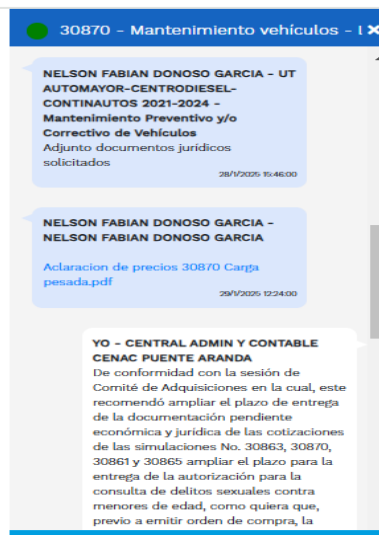 30870 - Mantenimiento vehículos - L
NELSON FABIAN DONOSO GARCIA - UT
AUTOMAYOR-CENTRODIESEL-
CONTINAUTOS 2021-2024 -
Mantenimiento Preventivo y/o
Correctivo de Vehículos
Adjunto documentos jurídicos
solicitados
28/1/2025 15:46:00
NELSON FABIAN DONOSO GARCIA -
NELSON FABIAN DONOSO GARCIA
Aclaracion de precios 30870 Carga
pesada.pdf
29/1/2025 12:24:00
YO - CENTRAL ADMIN Y CONTABLE
CENAC PUENTE ARANDA
De conformidad con la sesión de
Comité de Adquisiciones en la cual, este
recomendó ampliar el plazo de entrega
de la documentación pendiente
económica y jurídica de las cotizaciones
de las simulaciones No. 30863, 30870,
30861 y 30865 ampliar el plazo para la
entrega de la autorización para la
consulta de delitos sexuales contra
menores de edad, como quiera que,
previo a emitir orden de compra, la